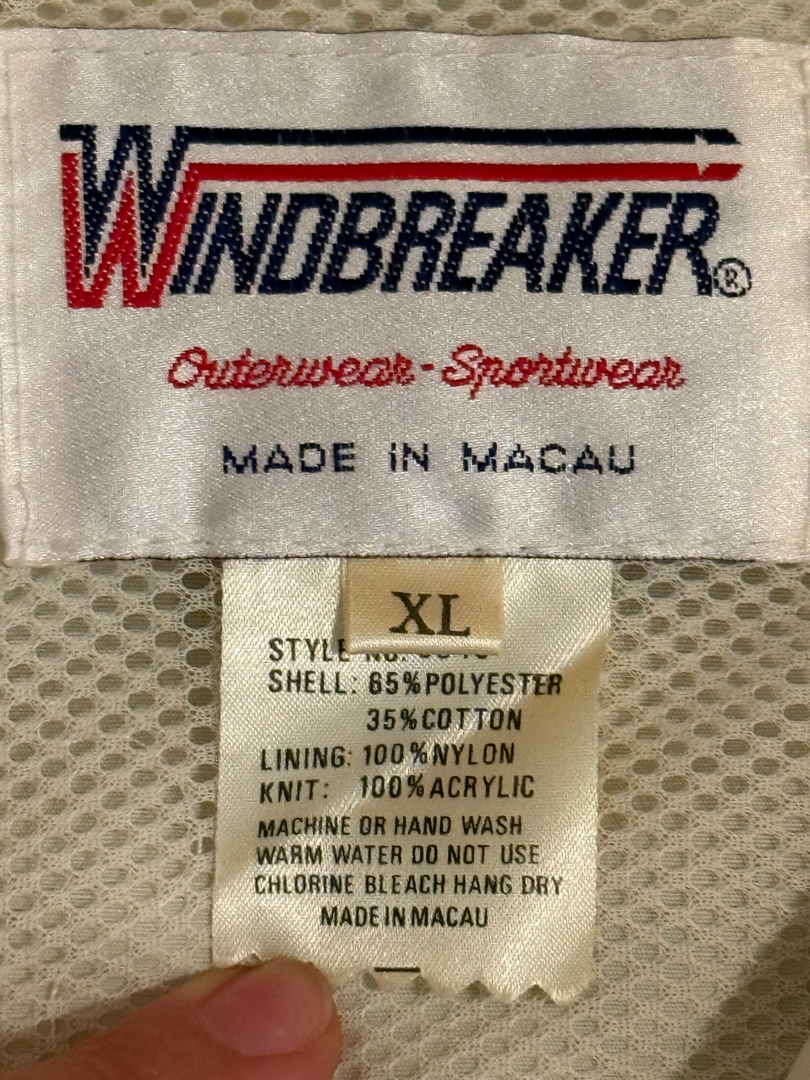 WINDBREAKER®
Outerwear - Sportwear
MADE IN MACAU
XL
STYLE
SHELL: 65% POLYESTER
35% COTTON
LINING: 100% NYLON
KNIT: 100% ACRYLIC
MACHINE OR HAND WASH
WARM WATER DO NOT USE
CHLORINE BLEACH HANG DRY
MADE IN MACAU